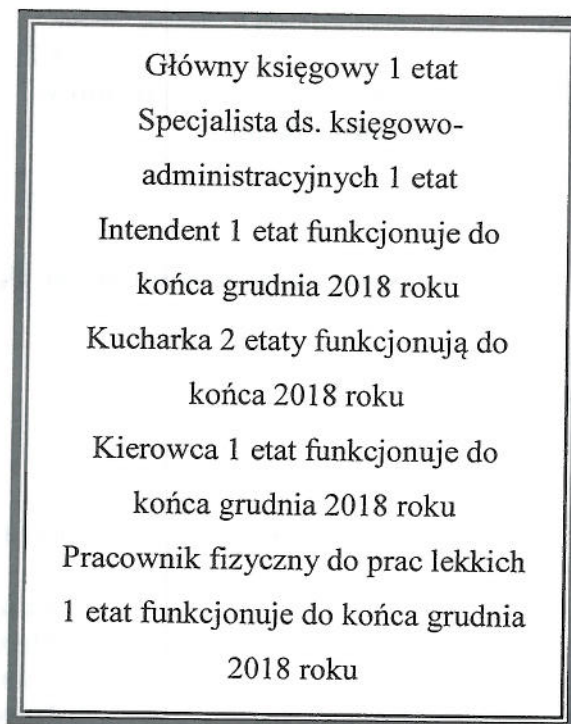 Główny księgowy 1 etat
Specjalista ds. księgowo-
administracyjnych 1 etat
Intendent 1 etat funkcjonuje do
końca grudnia 2018 roku
Kucharka 2 etaty funkcjonują do
końca 2018 roku
Kierowca 1 etat funkcjonuje do
końca grudnia 2018 roku
Pracownik fizyczny do prac lekkich
1 etat funkcjonuje do końca grudnia
2018 roku